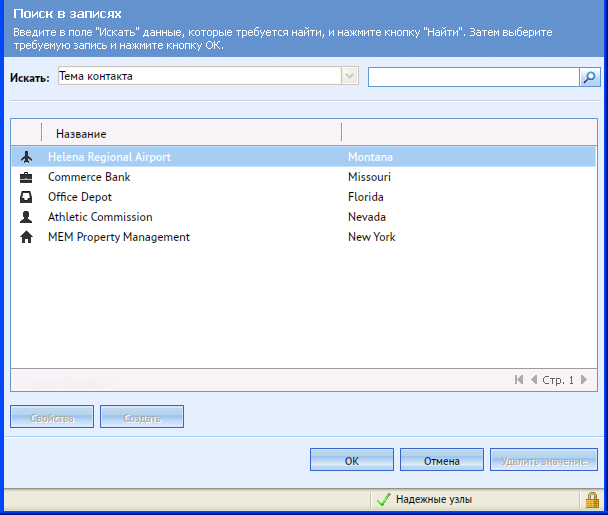 Поиск в записях
Введите в поле "Искать" данные, которые требуется найти, и нажмите кнопку "Найти". Затем выберите
требуемую запись и нажмите кнопку OK.
Искать: Тема контакта
Название
Helena Regional Airport Montana
Commerce Bank Missouri
Office Depot Florida
Athletic Commission Nevada
MEM Property Management New York
Стр. 1
Свойства Создать
OK Отмена Удалить значение
Надежные узлы